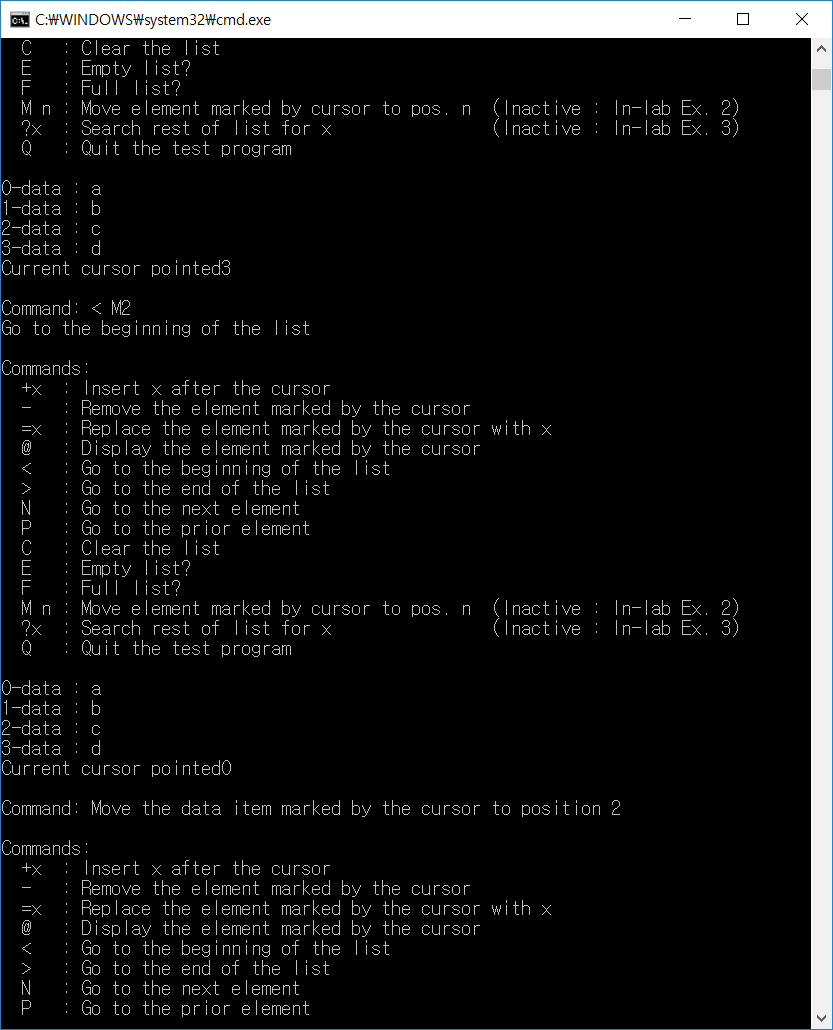 C:₩WINDOWS₩system32₩cmd.exe
C   : Clear the list
E   : Empty list?
F   : Full list?
M n : Move element marked by cursor to pos. n  (Inactive : In-lab Ex. 2)
?x  : Search rest of list for x                (Inactive : In-lab Ex. 3)
Q   : Quit the test program
0-data : a
1-data : b
2-data : c
3-data : d
Current cursor pointed3
Command: < M2
Go to the beginning of the list
Commands:
+x  : Insert x after the cursor
-   : Remove the element marked by the cursor
=x  : Replace the element marked by the cursor with x
@   : Display the element marked by the cursor
<   : Go to the beginning of the list
>   : Go to the end of the list
N   : Go to the next element
P   : Go to the prior element
C   : Clear the list
E   : Empty list?
F   : Full list?
M n : Move element marked by cursor to pos. n  (Inactive : In-lab Ex. 2)
?x  : Search rest of list for x                (Inactive : In-lab Ex. 3)
Q   : Quit the test program
0-data : a
1-data : b
2-data : c
3-data : d
Current cursor pointed0
Command: Move the data item marked by the cursor to position 2
Commands:
+x  : Insert x after the cursor
-   : Remove the element marked by the cursor
=x  : Replace the element marked by the cursor with x
@   : Display the element marked by the cursor
<   : Go to the beginning of the list
>   : Go to the end of the list
N   : Go to the next element
P   : Go to the prior element